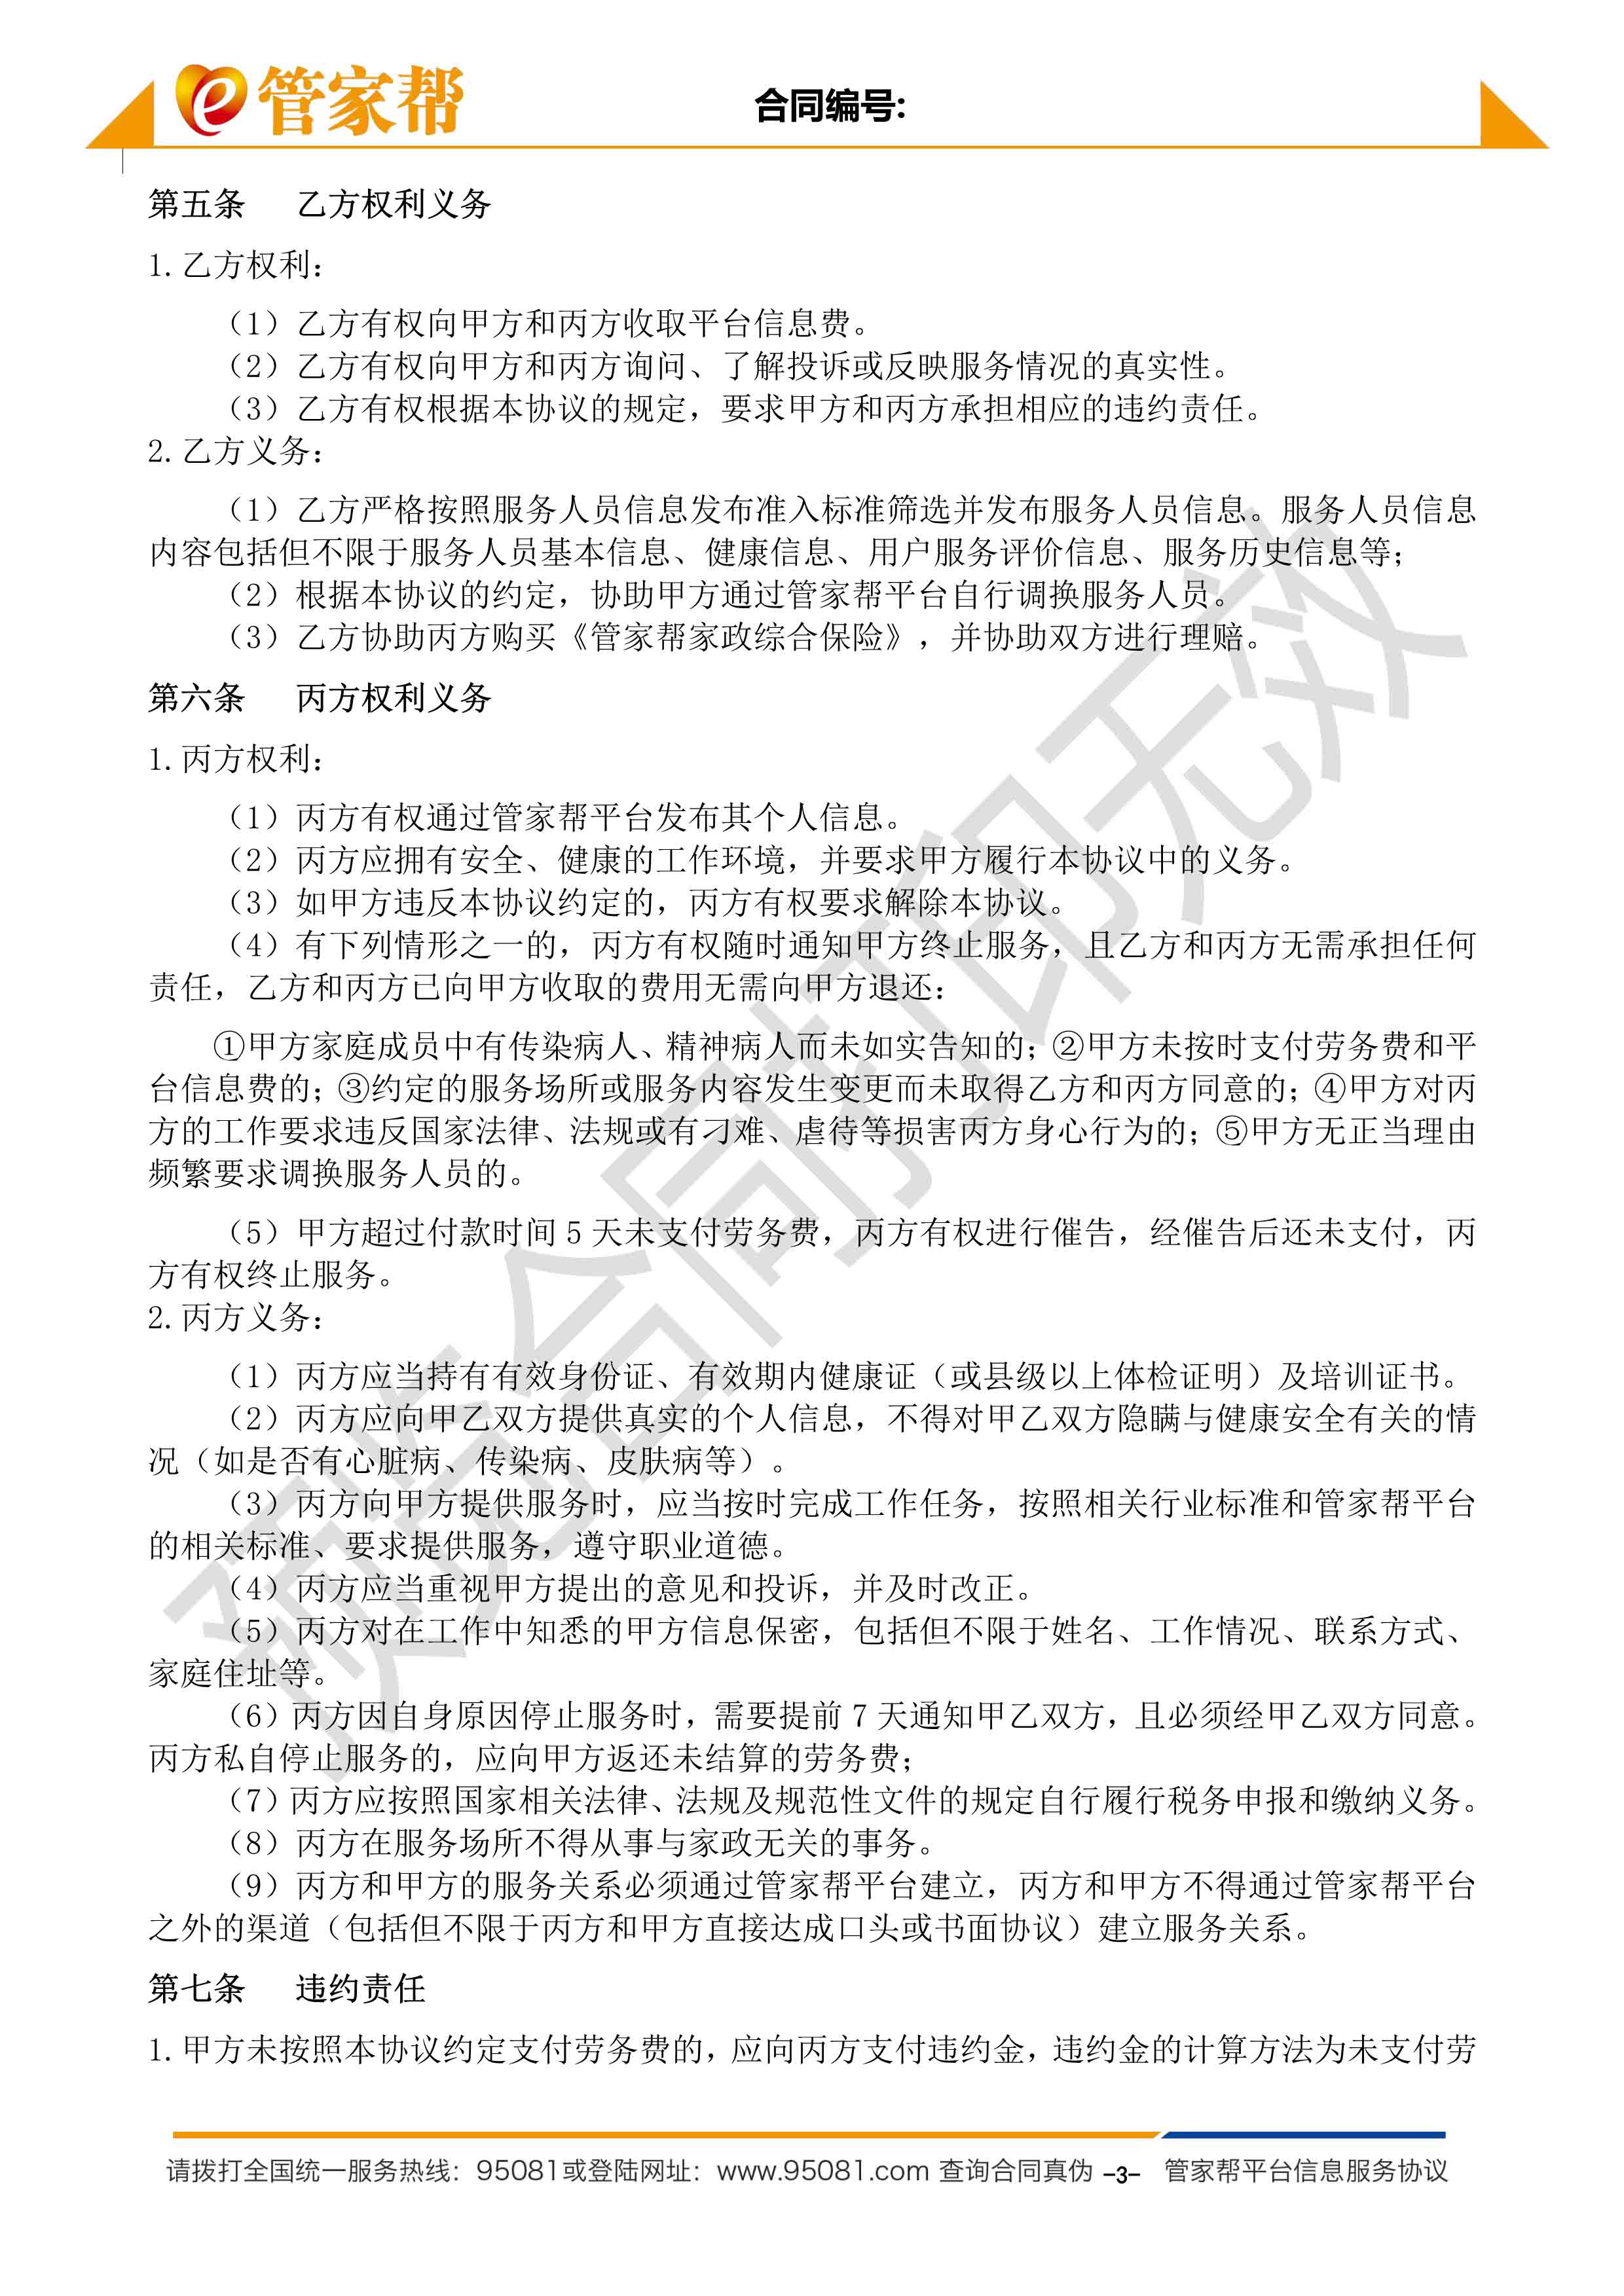 管家帮
合同编号:
第五条 乙方权利义务
1.乙方权利:
(1)乙方有权向甲方和丙方收取平台信息费。
(2)乙方有权向甲方和丙方询问、了解投诉或反映服务情况的真实性。
(3)乙方有权根据本协议的规定,要求甲方和丙方承担相应的违约责任。
2.乙方义务:
(1)乙方严格按照服务人员信息发布准入标准筛选并发布服务人员信息。服务人员信息
内容包括但不限于服务人员基本信息、健康信息、用户服务评价信息、服务历史信息等;
(2)根据本协议的约定,协助甲方通过管家帮平台自行调换服务人员。
(3)乙方协助丙方购买《管家帮家政综合保险》,并协助双方进行理赔。
第六条 丙方权利义务
1.丙方权利:
(1)丙方有权通过管家帮平台发布其个人信息。
(2)丙方应拥有安全、健康的工作环境,并要求甲方履行本协议中的义务。
(3)如甲方违反本协议约定的,丙方有权要求解除本协议。
(4)有下列情形之一的,丙方有权随时通知甲方终止服务,且乙方和丙方无需承担任何
责任,乙方和丙方已向甲方收取的费用无需向甲方退还:
①甲方家庭成员中有传染病人、精神病人而未如实告知的;②甲方未按时支付劳务费和平
台信息费的;③约定的服务场所或服务内容发生变更而未取得乙方和丙方同意的;④甲方对丙
方的工作要求违反国家法律、法规或有刁难、虐待等损害丙方身心行为的;⑤甲方无正当理由
频繁要求调换服务人员的。
(5)甲方超过付款时间 5 天未支付劳务费,丙方有权进行催告,经催告后还未支付,丙
方有权终止服务。
2.丙方义务:
(1)丙方应当持有有效身份证、有效期内健康证(或县级以上体检证明)及培训证书。
(2)丙方应向甲乙双方提供真实的个人信息,不得对甲乙双方隐瞒与健康安全有关的情
况(如是否有心脏病、传染病、皮肤病等)。
(3)丙方向甲方提供服务时,应当按时完成工作任务,按照相关行业标准和管家帮平台
的相关标准、要求提供服务,遵守职业道德。
(4)丙方应当重视甲方提出的意见和投诉,并及时改正。
(5)丙方对在工作中知悉的甲方信息保密,包括但不限于姓名、工作情况、联系方式、
家庭住址等。
(6)丙方因自身原因停止服务时,需要提前 7 天通知甲乙双方,且必须经甲乙双方同意。
丙方私自停止服务的,应向甲方返还未结算的劳务费;
(7)丙方应按照国家相关法律、法规及规范性文件的规定自行履行税务申报和缴纳义务。
(8)丙方在服务场所不得从事与家政无关的事务。
(9)丙方和甲方的服务关系必须通过管家帮平台建立,丙方和甲方不得通过管家帮平台
之外的渠道(包括但不限于丙方和甲方直接达成口头或书面协议)建立服务关系。
第七条 违约责任
1.甲方未按照本协议约定支付劳务费的,应向丙方支付违约金,违约金的计算方法为未支付劳
请拨打全国统一服务热线:95081或登陆网址:www.95081.com 查询合同真伪 -3- 管家帮平台信息服务协议
预览合同打印无效